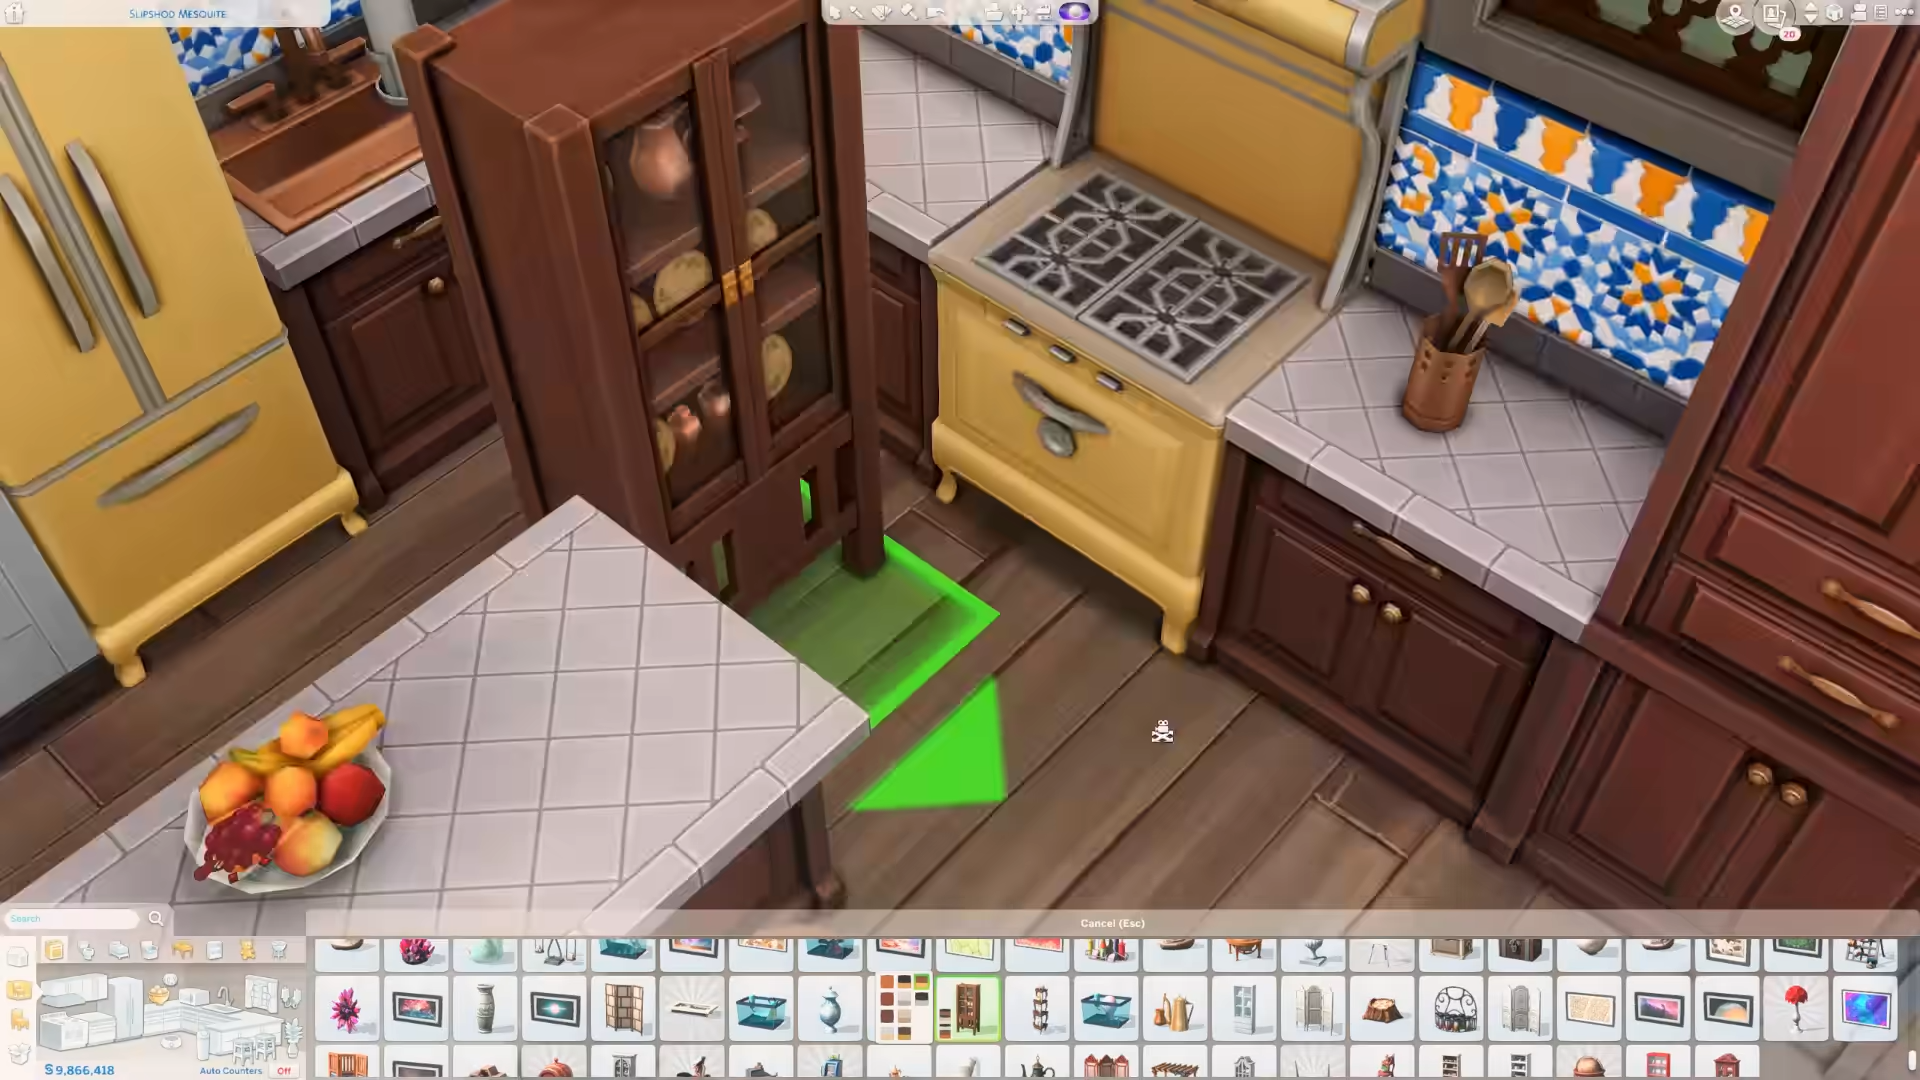 Slipshod Mesquite
20
Cancel (Esc)
Search
§9,866,418
Auto Counters Off